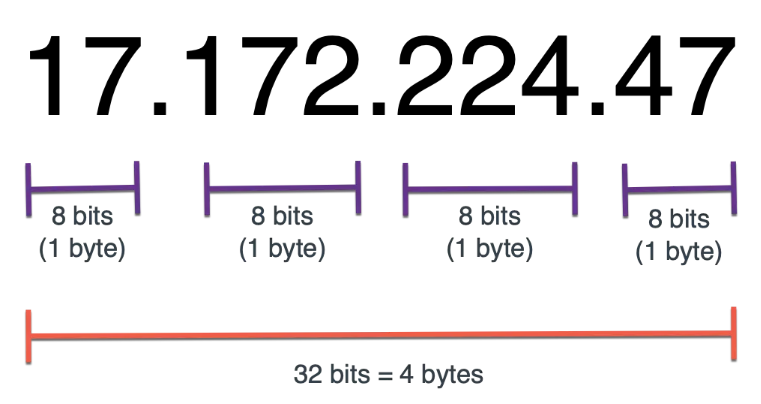 17.172.224.47
8 bits 8 bits 8 bits 8 bits
(1 byte) (1 byte) (1 byte) (1 byte)
32 bits = 4 bytes